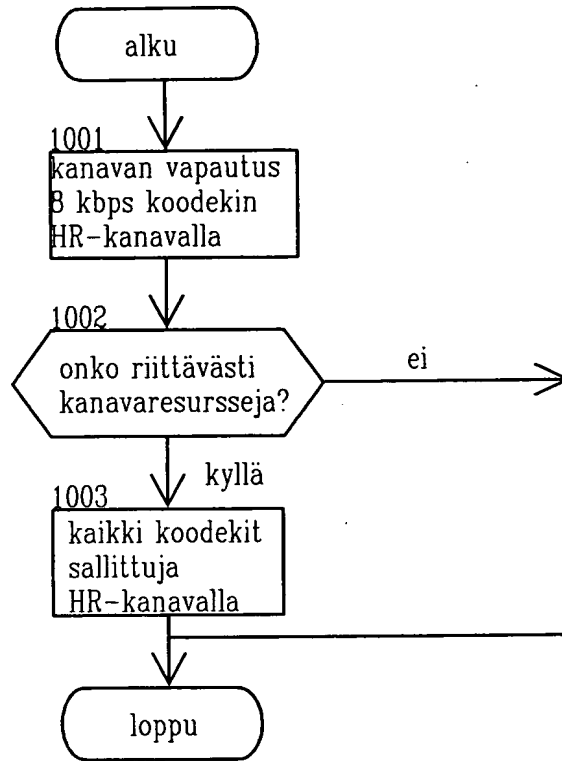 alku
1001
kanavan vapautus
8 kbps koodekin
HR-kanavalla
1002
onko riittävästi
kanavaresursseja?
ei
kyllä
1003
kaikki koodekit
sallittuja
HR-kanavalla
loppu